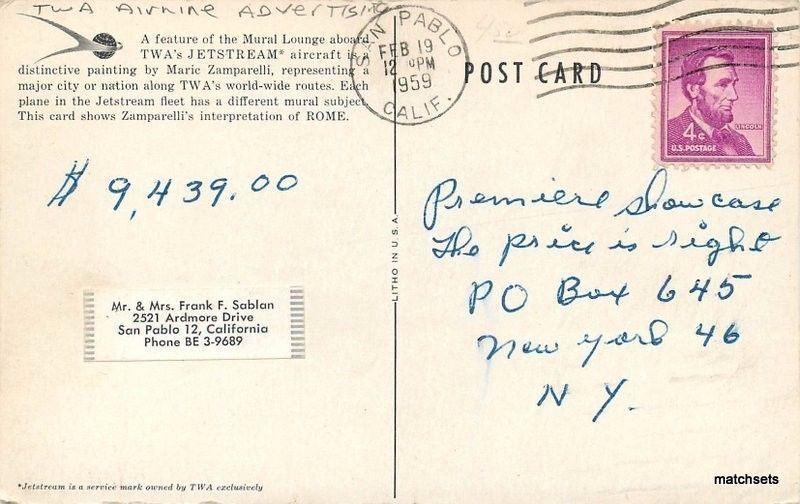 TWA Airline Advertising
A feature of the Mural Lounge aboard
TWA's JETSTREAM* aircraft is a
distinctive painting by Mario Zamparelli, representing a
major city or nation along TWA's world-wide routes. Each
plane in the Jetstream fleet has a different mural subject.
This card shows Zamparelli's interpretation of ROME.
SAN PABLO
FEB 19
12 PM
1959
CALIF.
POST CARD
4¢
LINCOLN
U.S. POSTAGE
$ 9,439.00
Premiere Showcase
The price is right
PO Box 645
New York 46
N Y.
LITHO IN U.S.A.
Mr. & Mrs. Frank F. Sablan
2521 Ardmore Drive
San Pablo 12, California
Phone BE 3-9689
*Jetstream is a service mark owned by TWA exclusively
matchsets